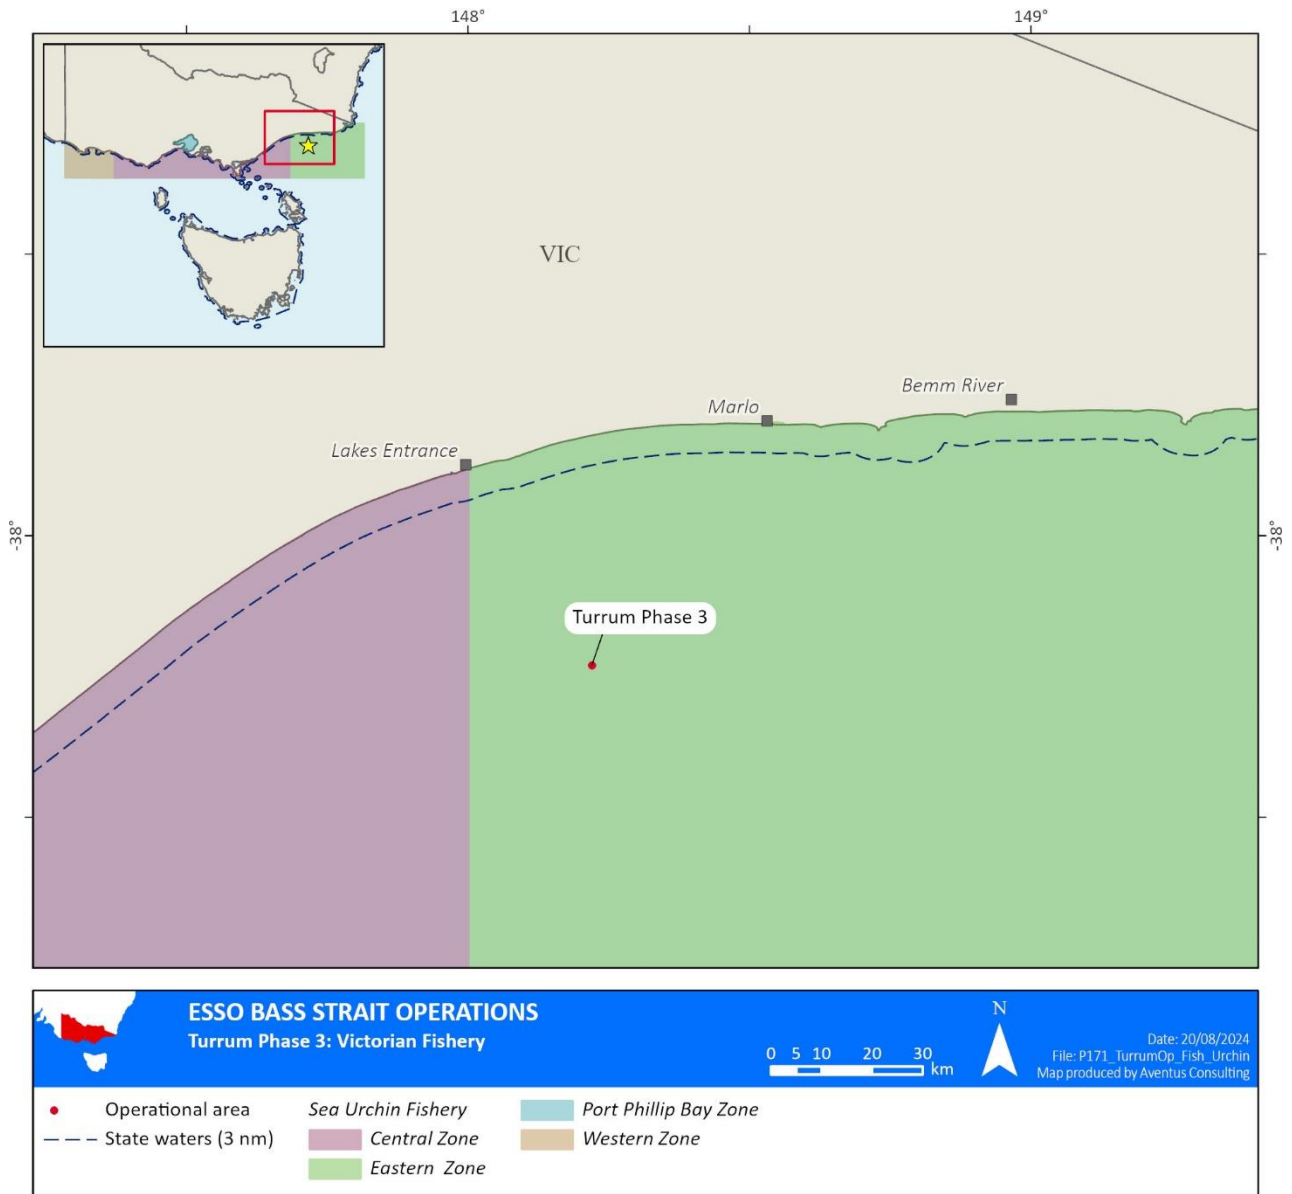 148°
149°
VIC
Bemm River
Marlo
Lakes Entrance
-38°
-38°
Turrum Phase 3
ESSO BASS STRAIT OPERATIONS
Turrum Phase 3: Victorian Fishery
N
0 5 10 20 30
km
Date: 20/08/2024
File: P171_TurrumOp_Fish_Urchin
Map produced by Aventus Consulting
Operational area
State waters (3 nm)
Sea Urchin Fishery
Central Zone
Eastern Zone
Port Phillip Bay Zone
Western Zone